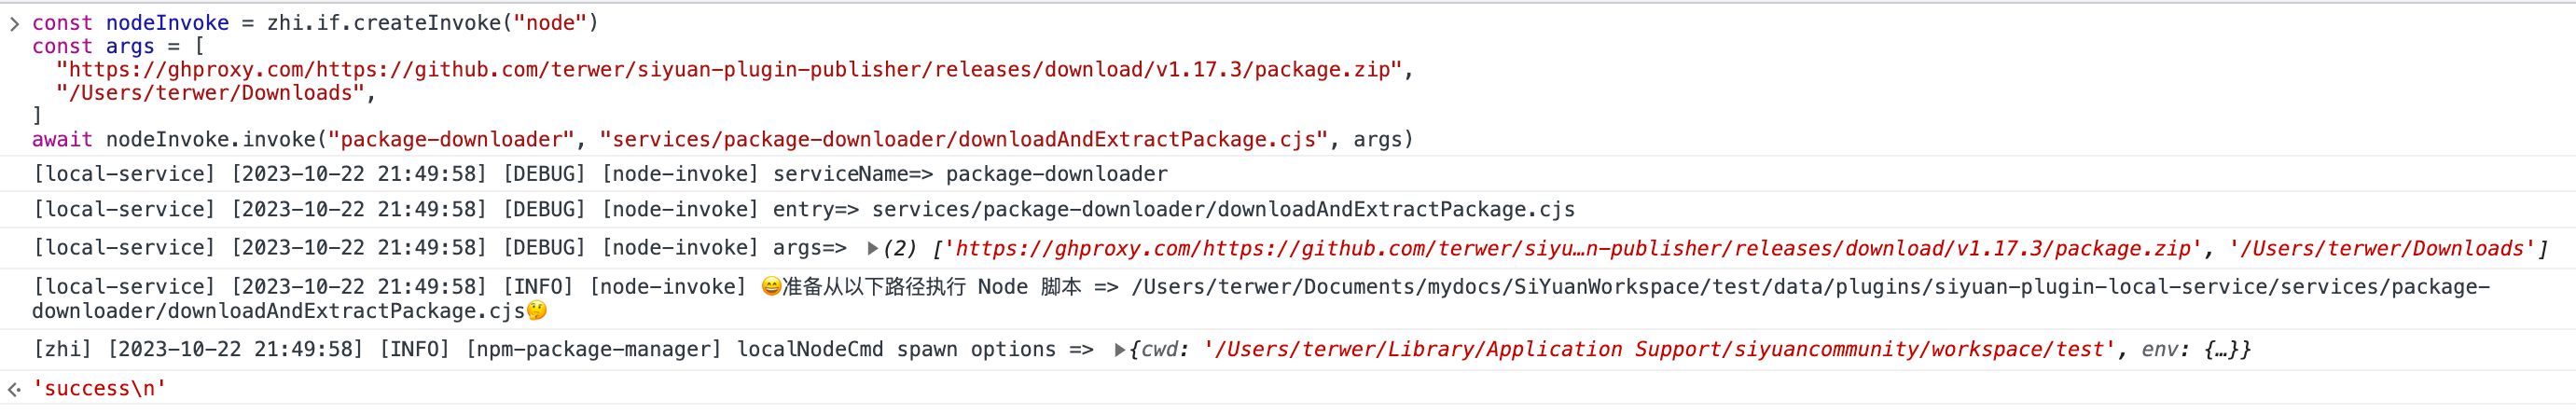 > const nodeInvoke = zhi.if.createInvoke("node")
const args = [
  "https://ghproxy.com/https://github.com/terwer/siyuan-plugin-publisher/releases/download/v1.17.3/package.zip",
  "/Users/terwer/Downloads",
]
await nodeInvoke.invoke("package-downloader", "services/package-downloader/downloadAndExtractPackage.cjs", args)
[local-service] [2023-10-22 21:49:58] [DEBUG] [node-invoke] serviceName=> package-downloader
[local-service] [2023-10-22 21:49:58] [DEBUG] [node-invoke] entry=> services/package-downloader/downloadAndExtractPackage.cjs
[local-service] [2023-10-22 21:49:58] [DEBUG] [node-invoke] args=> ▶(2) ['https://ghproxy.com/https://github.com/terwer/siyu…n-publisher/releases/download/v1.17.3/package.zip', '/Users/terwer/Downloads']
[local-service] [2023-10-22 21:49:58] [INFO] [node-invoke] 😄准备从以下路径执行 Node 脚本 => /Users/terwer/Documents/mydocs/SiYuanWorkspace/test/data/plugins/siyuan-plugin-local-service/services/package-
downloader/downloadAndExtractPackage.cjs🤔
[zhi] [2023-10-22 21:49:58] [INFO] [npm-package-manager] localNodeCmd spawn options => ▶{cwd: '/Users/terwer/Library/Application Support/siyuancommunity/workspace/test', env: {…}}
'success\n'